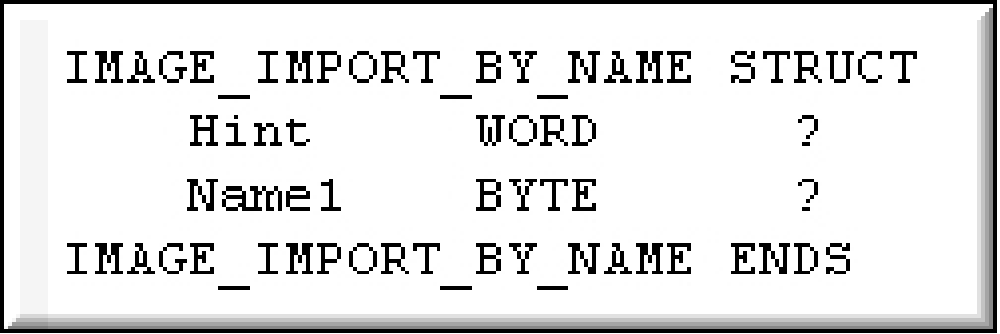 IMAGE_IMPORT_BY_NAME STRUCT
Hint WORD ?
Name1 BYTE ?
IMAGE_IMPORT_BY_NAME ENDS